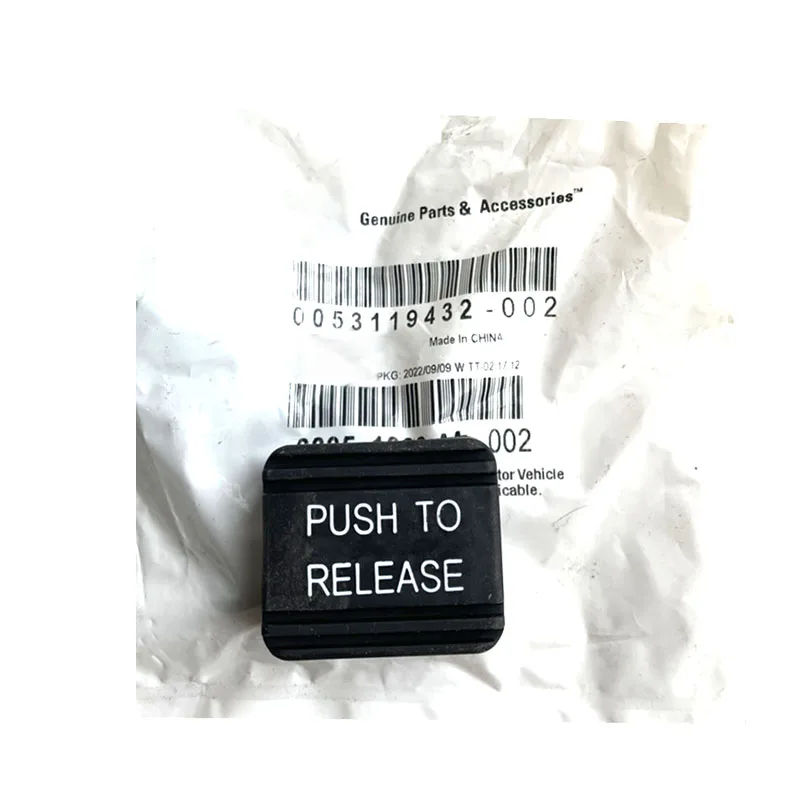 Genuine Parts & Accessories™
0053119432-002
Made In CHINA
PKG: 2022/09/09 W TT-02 17 12
-002
tor Vehicle
icable.
PUSH TO
RELEASE